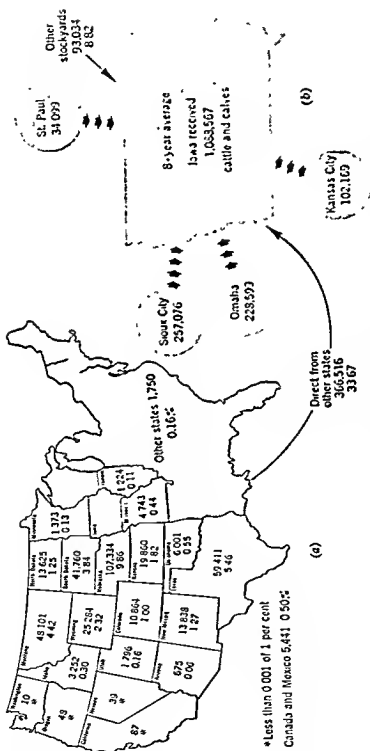 Washington
10
*
Oregon
49
*
California
87
*
39
*
Idaho
3,252
0.30
Montana
48,101
4.42
Wyoming
25,284
2.32
Utah
1,796
0.16
Arizona
675
0.06
Colorado
10,864
1.00
New Mexico
13,838
1.27
North Dakota
13,625
1.25
South Dakota
41,760
3.84
Nebraska
107,334
9.86
Kansas
19,860
1.82
Oklahoma
6,001
0.55
Texas
59,411
5.46
Minnesota
1,373
0.13
Iowa
Missouri
4,743
0.44
Illinois
1,224
0.11
Other states 1,750
0.16%
*Less than 0.001 of 1 per cent
Canada and Mexico 5,441 0.50%
(a)
Direct from
other states
366,516
33.67
Sioux City
257,076
Omaha
228,593
St. Paul
34,099
Other
stockyards
93,034
8.82
8-year average
Iowa received
1,088,567
cattle and calves
Kansas City
102,169
(b)